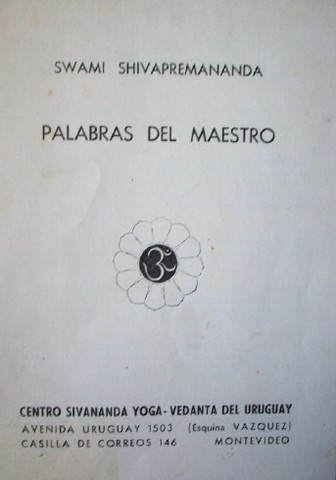 SWAMI SHIVAPREMANANDA
PALABRAS DEL MAESTRO
ॐ
CENTRO SIVANANDA YOGA-VEDANTA DEL URUGUAY
AVENIDA URUGUAY 1503 (Esquina VAZQUEZ)
CASILLA DE CORREOS 146 MONTEVIDEO